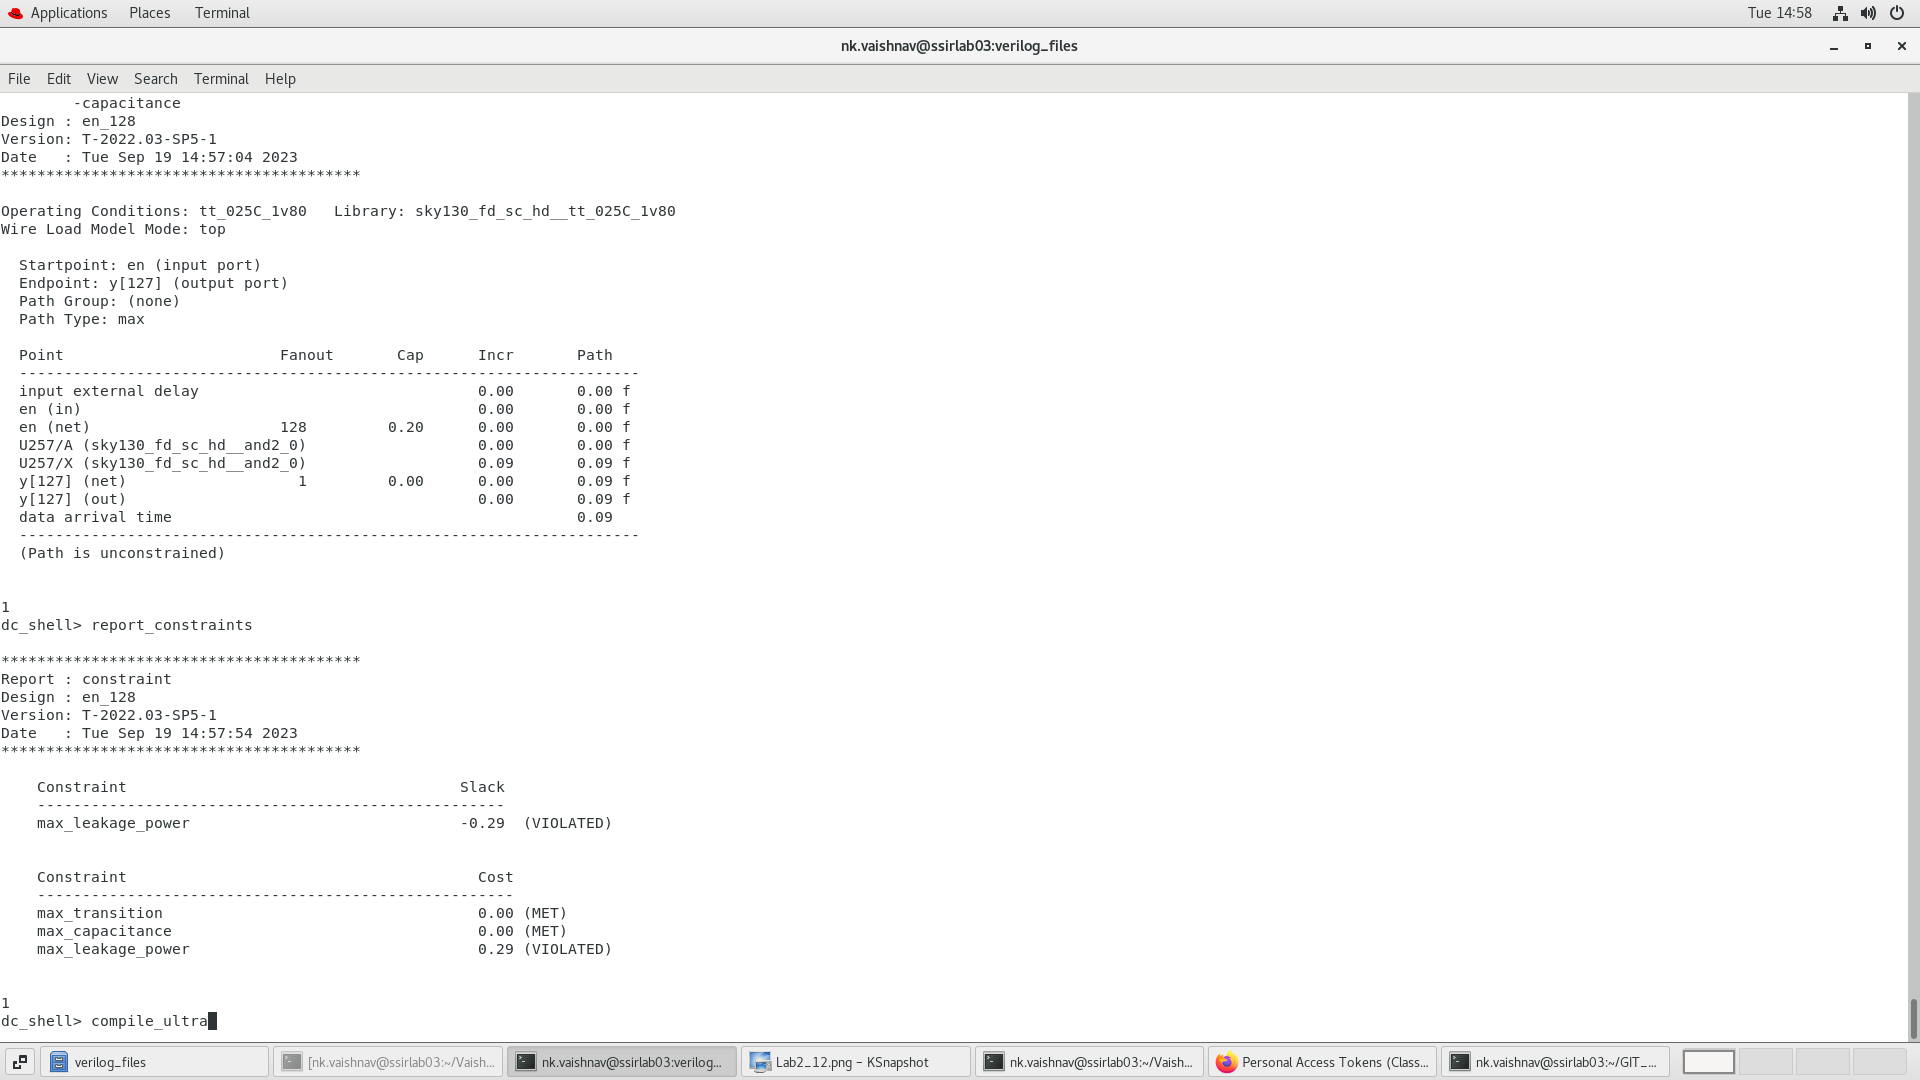 Applications Places Terminal Tue 14:58
nk.vaishnav@ssirlab03:verilog_files
File Edit View Search Terminal Help
        -capacitance
Design : en_128
Version: T-2022.03-SP5-1
Date   : Tue Sep 19 14:57:04 2023
****************************************
Operating Conditions: tt_025C_1v80   Library: sky130_fd_sc_hd__tt_025C_1v80
Wire Load Model Mode: top
  Startpoint: en (input port)
  Endpoint: y[127] (output port)
  Path Group: (none)
  Path Type: max
  Point                        Fanout       Cap      Incr       Path
  ---------------------------------------------------------------------
  input external delay                               0.00       0.00 f
  en (in)                                            0.00       0.00 f
  en (net)                     128         0.20      0.00       0.00 f
  U257/A (sky130_fd_sc_hd__and2_0)                   0.00       0.00 f
  U257/X (sky130_fd_sc_hd__and2_0)                   0.09       0.09 f
  y[127] (net)                   1         0.00      0.00       0.09 f
  y[127] (out)                                       0.00       0.09 f
  data arrival time                                             0.09
  ---------------------------------------------------------------------
  (Path is unconstrained)
1
dc_shell> report_constraints
****************************************
Report : constraint
Design : en_128
Version: T-2022.03-SP5-1
Date   : Tue Sep 19 14:57:54 2023
****************************************
    Constraint                                     Slack
    ----------------------------------------------------
    max_leakage_power                              -0.29  (VIOLATED)
    Constraint                                       Cost
    -----------------------------------------------------
    max_transition                                   0.00 (MET)
    max_capacitance                                  0.00 (MET)
    max_leakage_power                                0.29 (VIOLATED)
1
dc_shell> compile_ultra
verilog_files [nk.vaishnav@ssirlab03:~/Vaish... nk.vaishnav@ssirlab03:verilog... Lab2_12.png – KSnapshot nk.vaishnav@ssirlab03:~/Vaish... Personal Access Tokens (Class... nk.vaishnav@ssirlab03:~/GIT_...